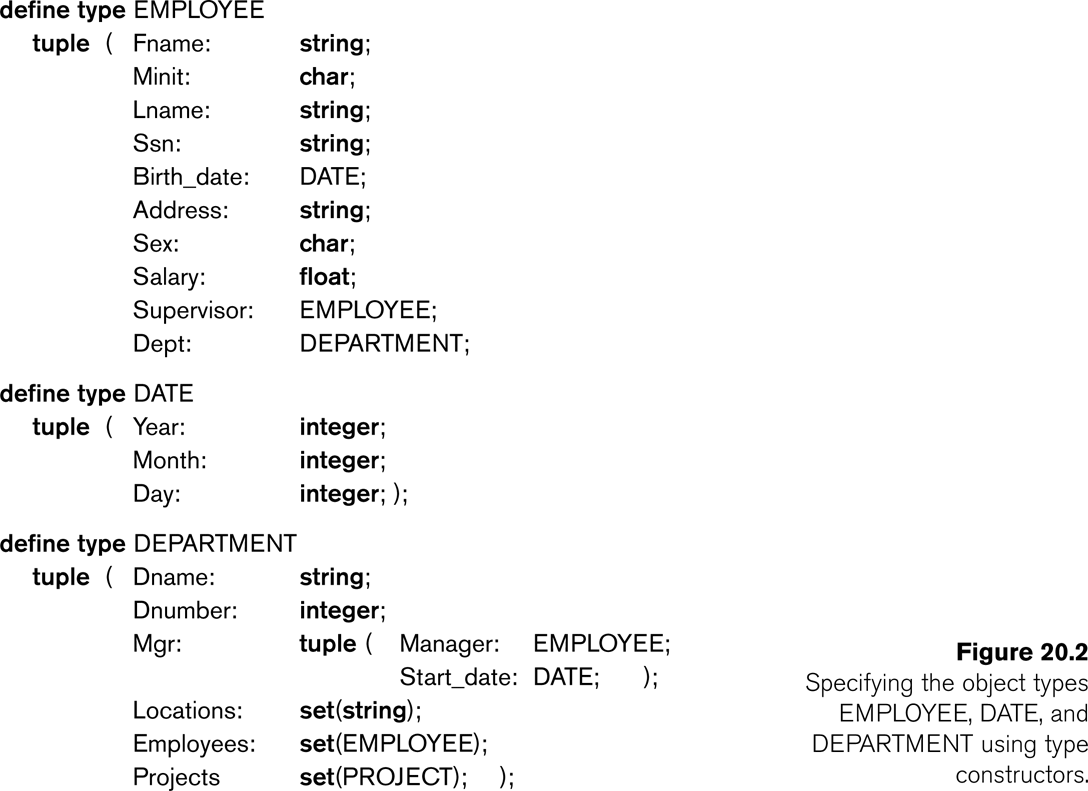 define type EMPLOYEE
tuple ( Fname: string;
Minit: char;
Lname: string;
Ssn: string;
Birth_date: DATE;
Address: string;
Sex: char;
Salary: float;
Supervisor: EMPLOYEE;
Dept: DEPARTMENT;
define type DATE
tuple ( Year: integer;
Month: integer;
Day: integer; );
define type DEPARTMENT
tuple ( Dname: string;
Dnumber: integer;
Mgr: tuple ( Manager: EMPLOYEE;
Start_date: DATE; );
Locations: set(string);
Employees: set(EMPLOYEE);
Projects set(PROJECT); );
Figure 20.2
Specifying the object types
EMPLOYEE, DATE, and
DEPARTMENT using type
constructors.